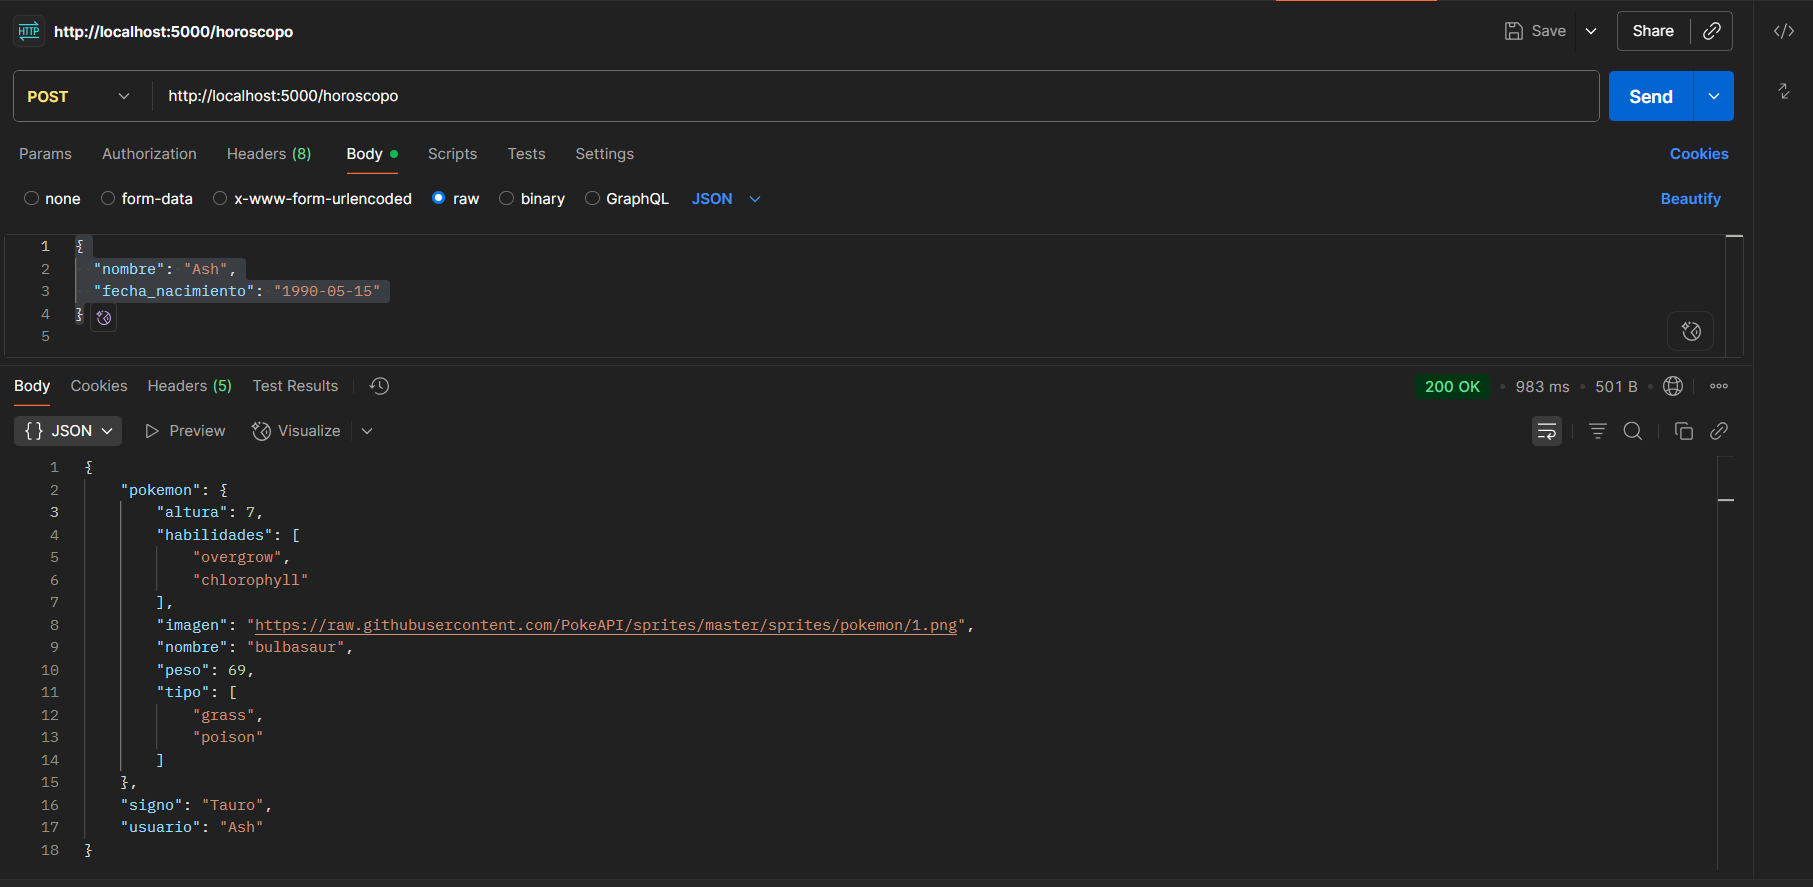 HTTP http://localhost:5000/horoscopo Save Share
POST http://localhost:5000/horoscopo Send
Params Authorization Headers (8) Body Scripts Tests Settings Cookies
none form-data x-www-form-urlencoded raw binary GraphQL JSON Beautify
1 {
2 "nombre": "Ash",
3 "fecha_nacimiento": "1990-05-15"
4 }
5
Body Cookies Headers (5) Test Results 200 OK • 983 ms • 501 B •
{} JSON Preview Visualize
1 {
2 "pokemon": {
3 "altura": 7,
4 "habilidades": [
5 "overgrow",
6 "chlorophyll"
7 ],
8 "imagen": "https://raw.githubusercontent.com/PokeAPI/sprites/master/sprites/pokemon/1.png",
9 "nombre": "bulbasaur",
10 "peso": 69,
11 "tipo": [
12 "grass",
13 "poison"
14 ]
15 },
16 "signo": "Tauro",
17 "usuario": "Ash"
18 }